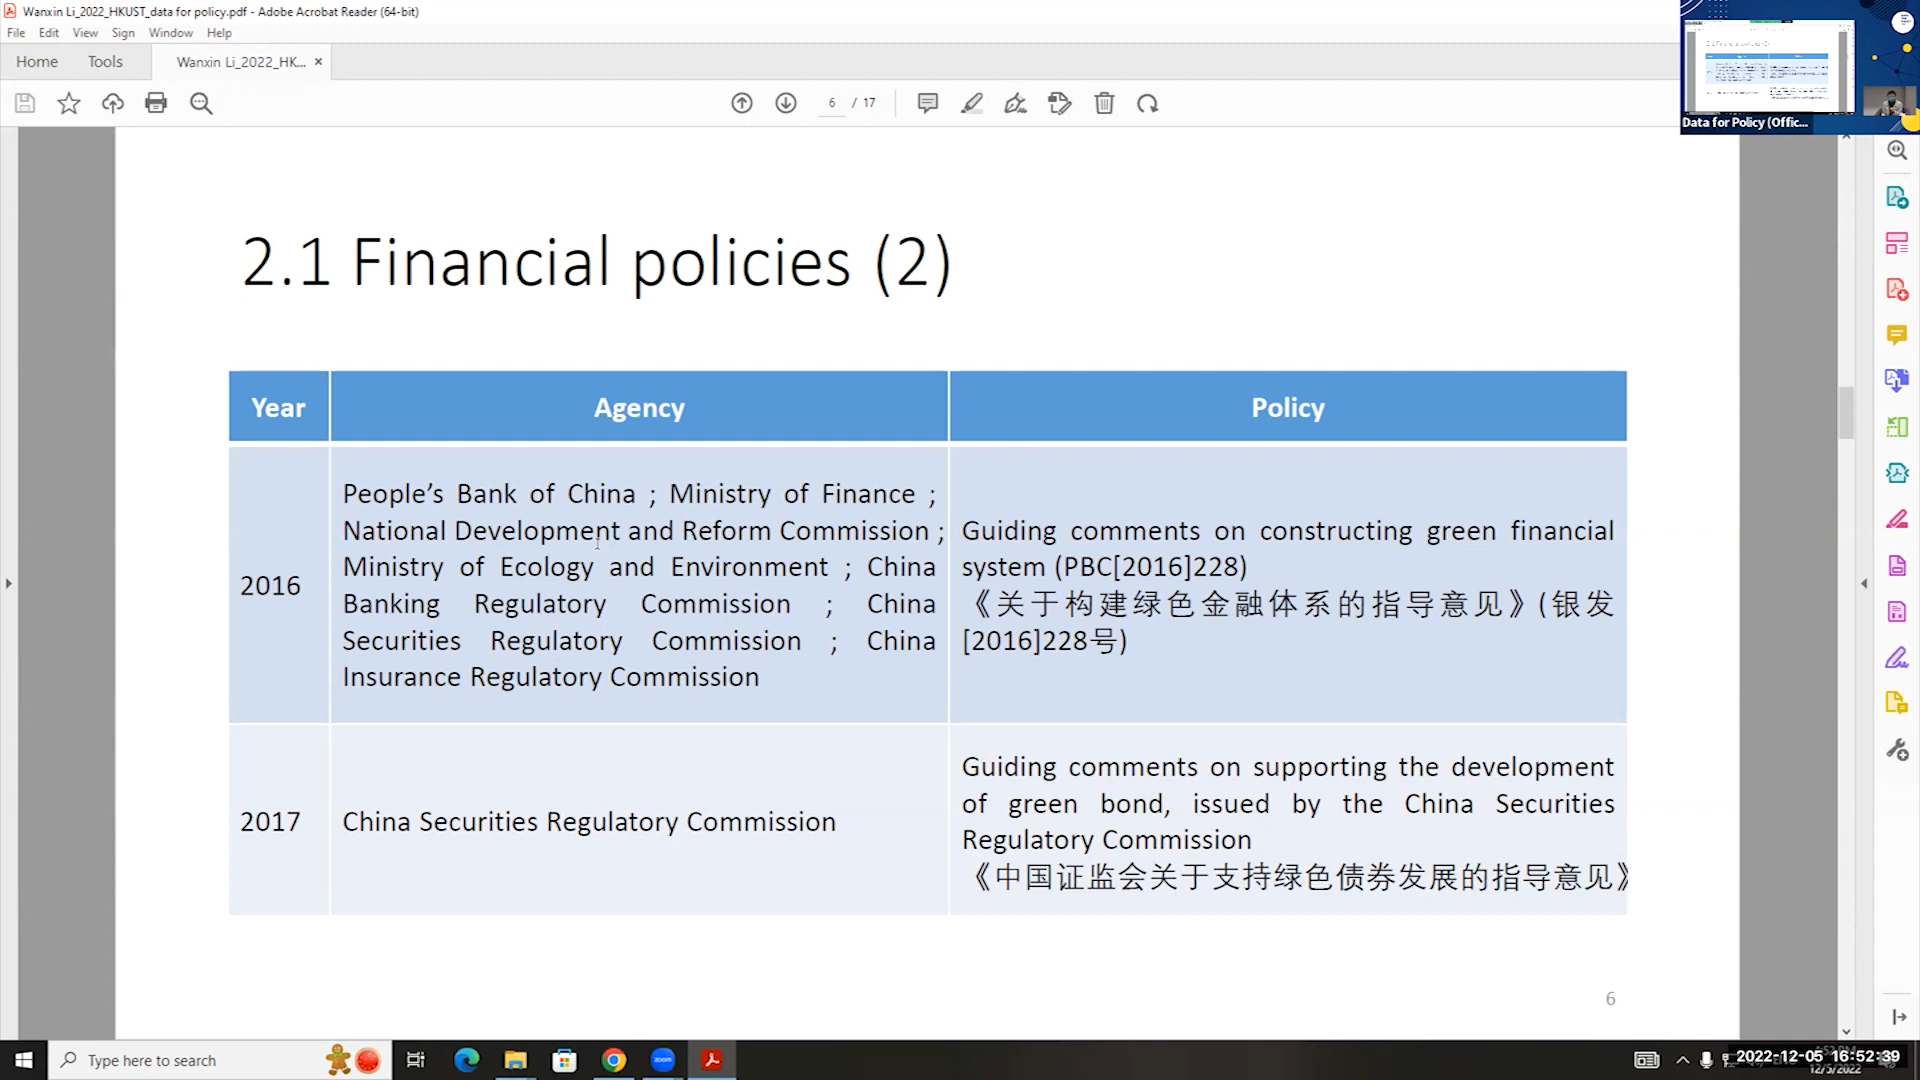 Wanxin Li_2022_HKUST_data for policy.pdf - Adobe Acrobat Reader (64-bit)
File Edit View Sign Window Help
Home Tools Wanxin Li_2022_HK... ×
6 / 17
Data for Policy (Offic...
2.1 Financial policies (2)
Year Agency Policy
2016
People’s Bank of China ; Ministry of Finance ;
National Development and Reform Commission ;
Ministry of Ecology and Environment ; China
Banking Regulatory Commission ; China
Securities Regulatory Commission ; China
Insurance Regulatory Commission
Guiding comments on constructing green financial
system (PBC[2016]228)
《关于构建绿色金融体系的指导意见》(银发
[2016]228号)
2017
China Securities Regulatory Commission
Guiding comments on supporting the development
of green bond, issued by the China Securities
Regulatory Commission
《中国证监会关于支持绿色债券发展的指导意见》
6
Type here to search
zoom
2022-12-05 16:52:39
12/5/2022